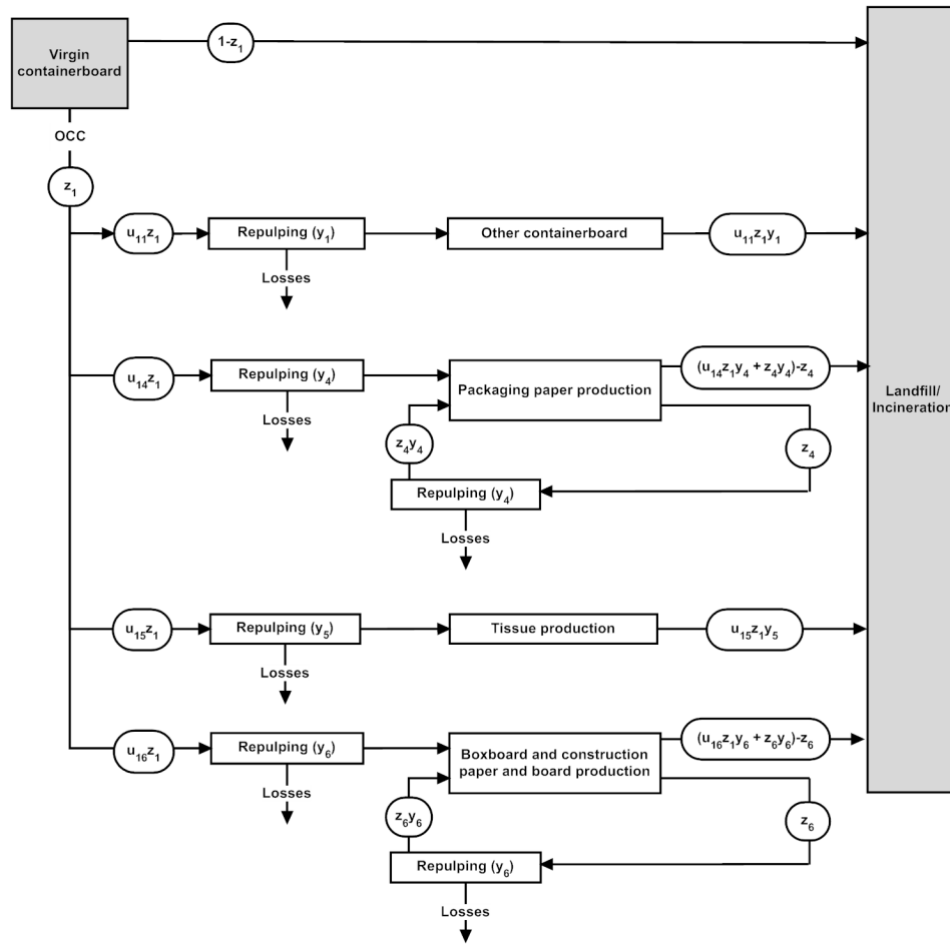 Virgin
containerboard
1-z₁
OCC
z₁
u₁₁z₁
Repulping (y₁)
Other containerboard
u₁₁z₁y₁
Losses
u₁₄z₁
Repulping (y₄)
Packaging paper production
(u₁₄z₁y₄ + z₄y₄)-z₄
Landfill/
Incineration
Losses
z₄y₄
z₄
Repulping (y₄)
Losses
u₁₅z₁
Repulping (y₅)
Tissue production
u₁₅z₁y₅
Losses
u₁₆z₁
Repulping (y₆)
Boxboard and construction
paper and board production
(u₁₆z₁y₆ + z₆y₆)-z₆
Losses
z₆y₆
z₆
Repulping (y₆)
Losses